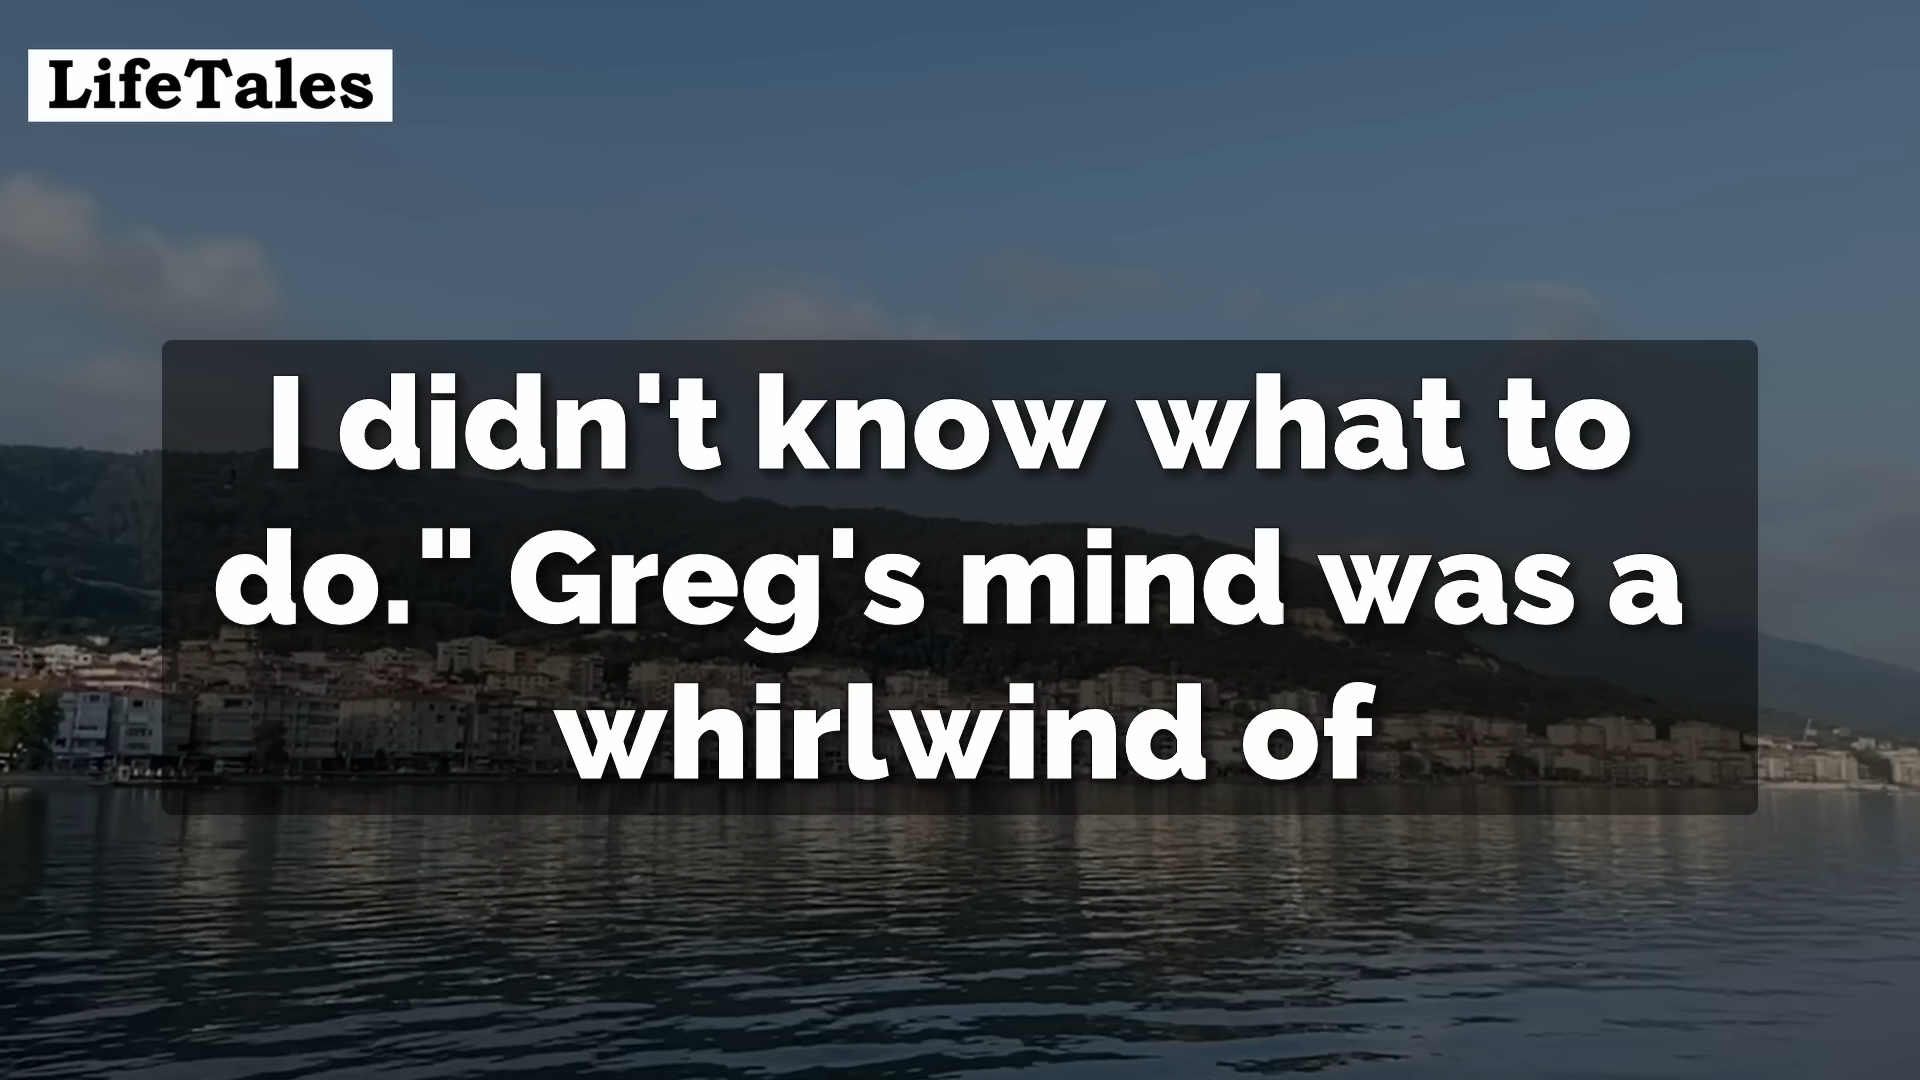 LifeTales
I didn't know what to
do." Greg's mind was a
whirlwind of